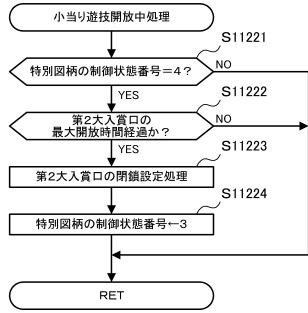 小当り遊技開放中処理
S11221
特別図柄の制御状態番号=4?
NO
YES
S11222
第2大入賞口の
最大開放時間経過か?
NO
YES
S11223
第2大入賞口の閉鎖設定処理
S11224
特別図柄の制御状態番号←3
RET